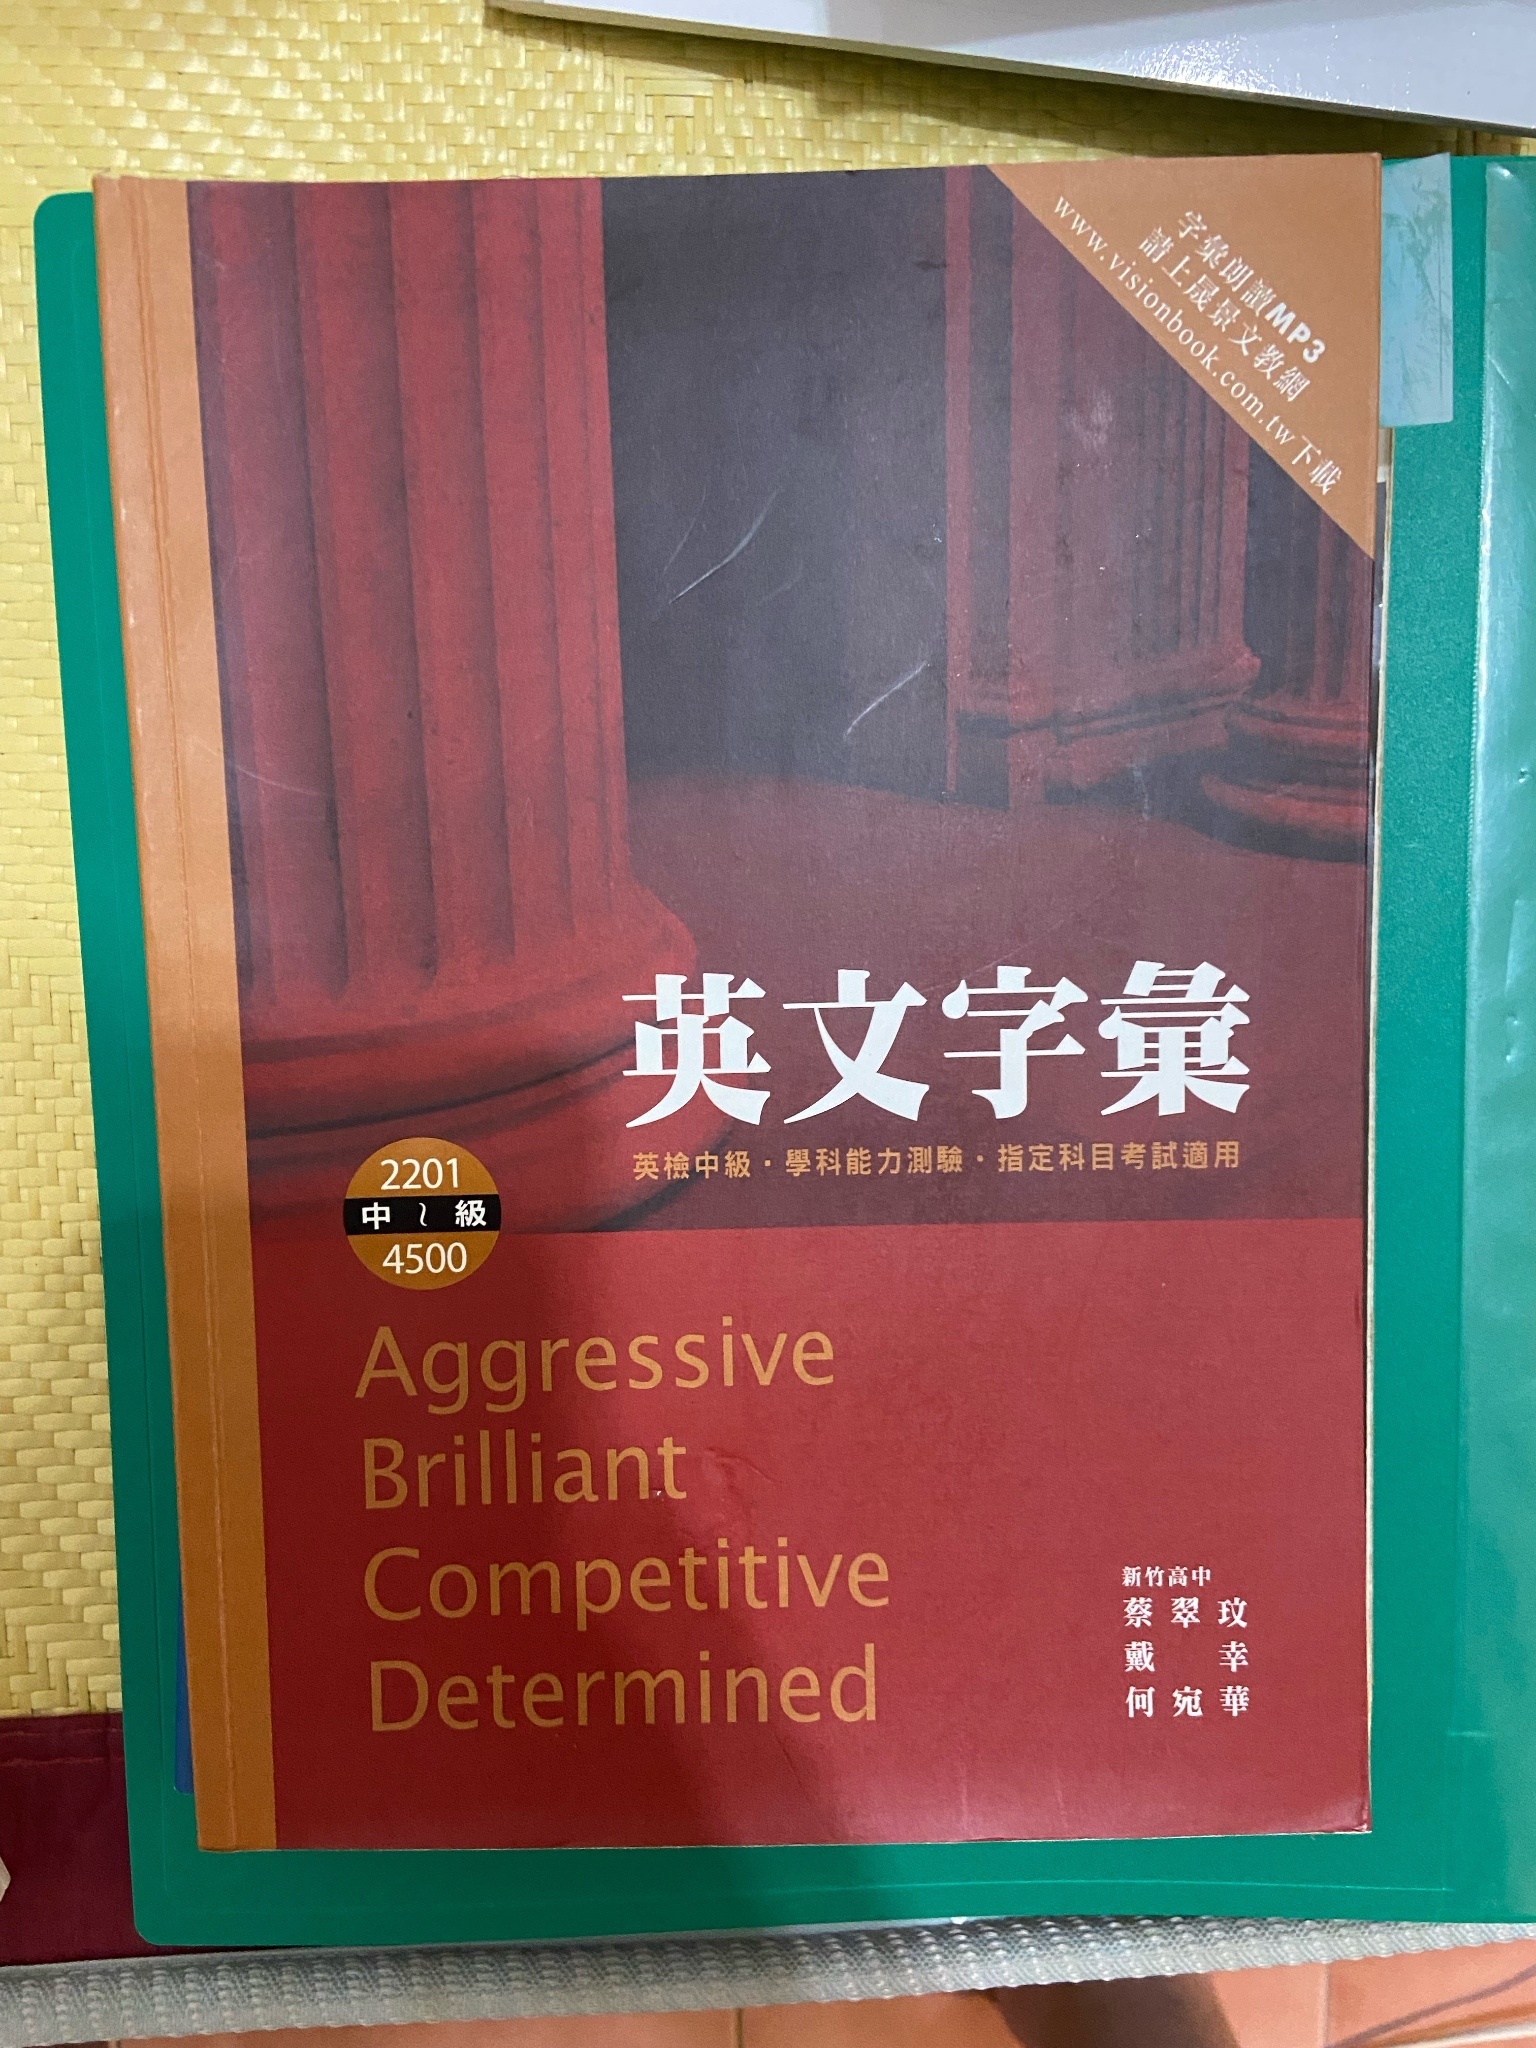 字彙朗讀MP3
請上晟景文教網
www.visionbook.com.tw下載
英文字彙
英檢中級·學科能力測驗·指定科目考試適用
2201
中~級
4500
Aggressive
Brilliant
Competitive
Determined
新竹高中
蔡翠玟
戴幸
何宛華